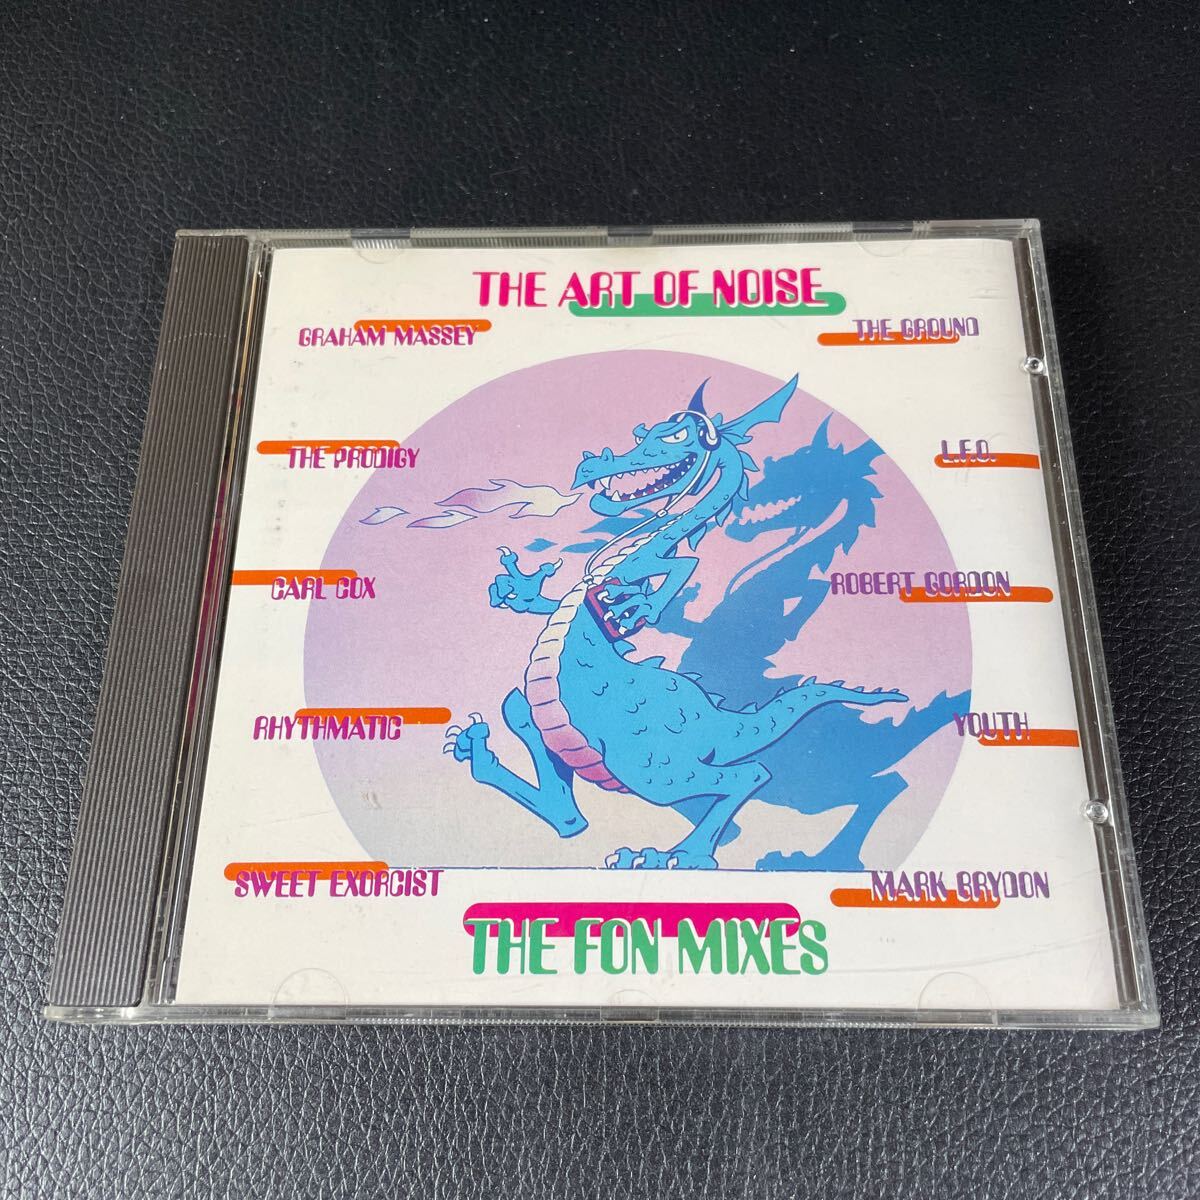 THE ART OF NOISE
GRAHAM MASSEY
THE GROUND
THE PRODIGY
L.F.O.
CARL COX
ROBERT GORDON
RHYTHMATIC
YOUTH
SWEET EXORCIST
MARK BRYDON
THE FON MIXES